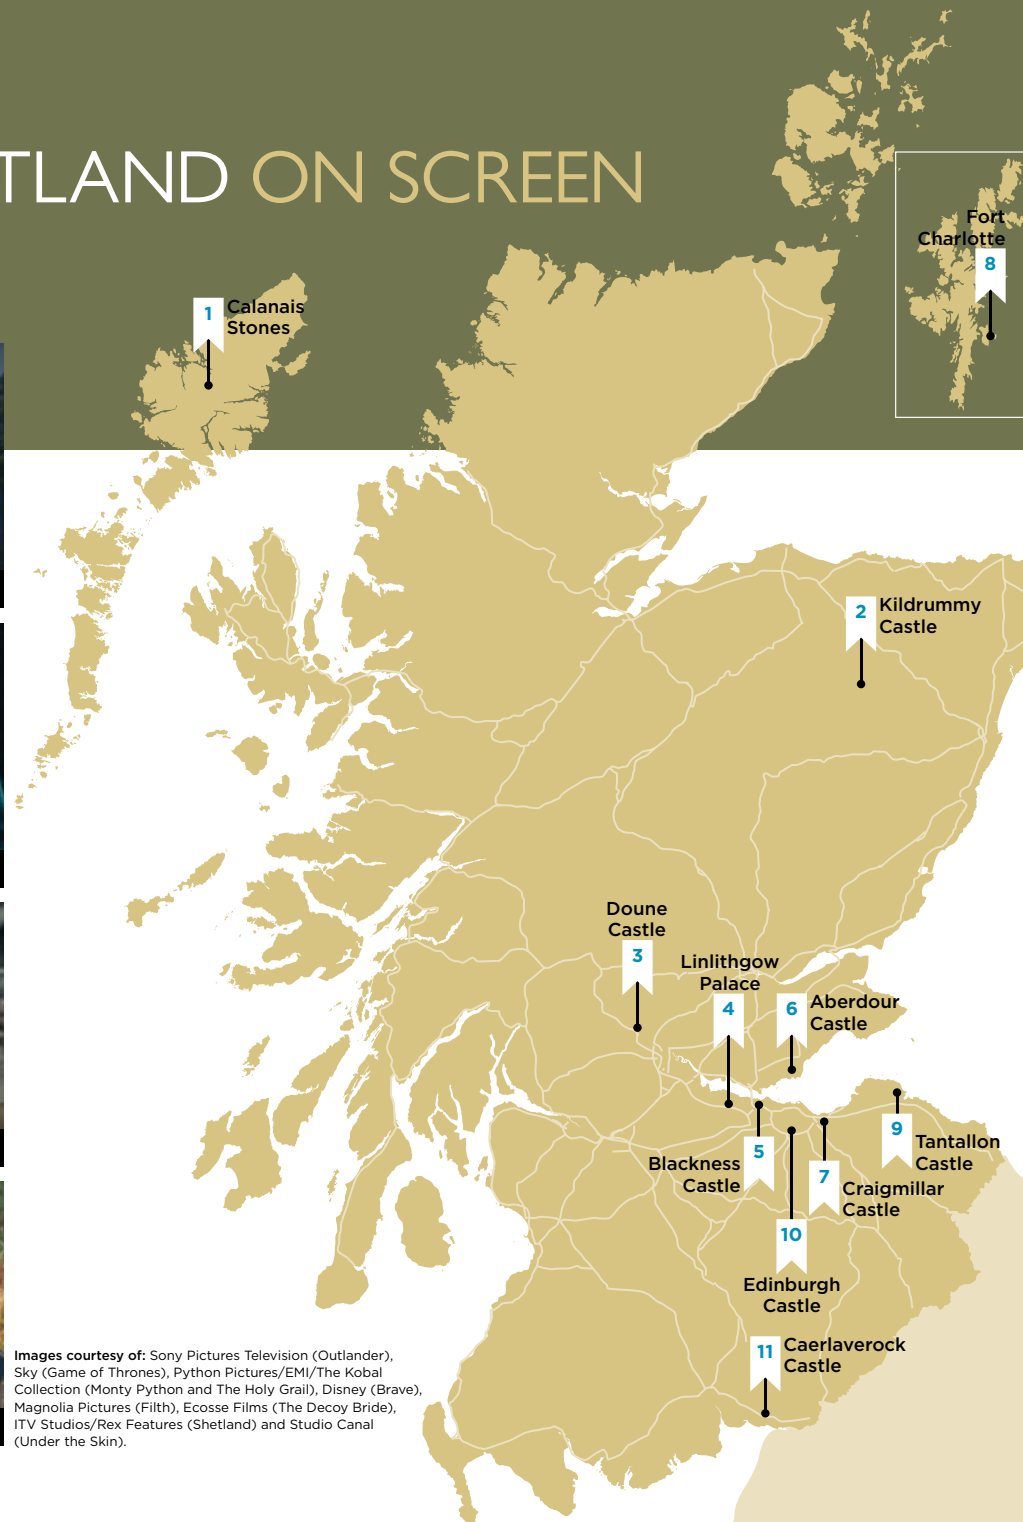 TLAND ON SCREEN
Fort
Charlotte
8
1
Calanais
Stones
2
Kildrummy
Castle
Doune
Castle
3
Linlithgow
Palace
4
6
Aberdour
Castle
9
Tantallon
Castle
5
Blackness
Castle
7
Craigmillar
Castle
10
Edinburgh
Castle
11
Caerlaverock
Castle
Images courtesy of: Sony Pictures Television (Outlander),
Sky (Game of Thrones), Python Pictures/EMI/The Kobal
Collection (Monty Python and The Holy Grail), Disney (Brave),
Magnolia Pictures (Filth), Ecosse Films (The Decoy Bride),
ITV Studios/Rex Features (Shetland) and Studio Canal
(Under the Skin).